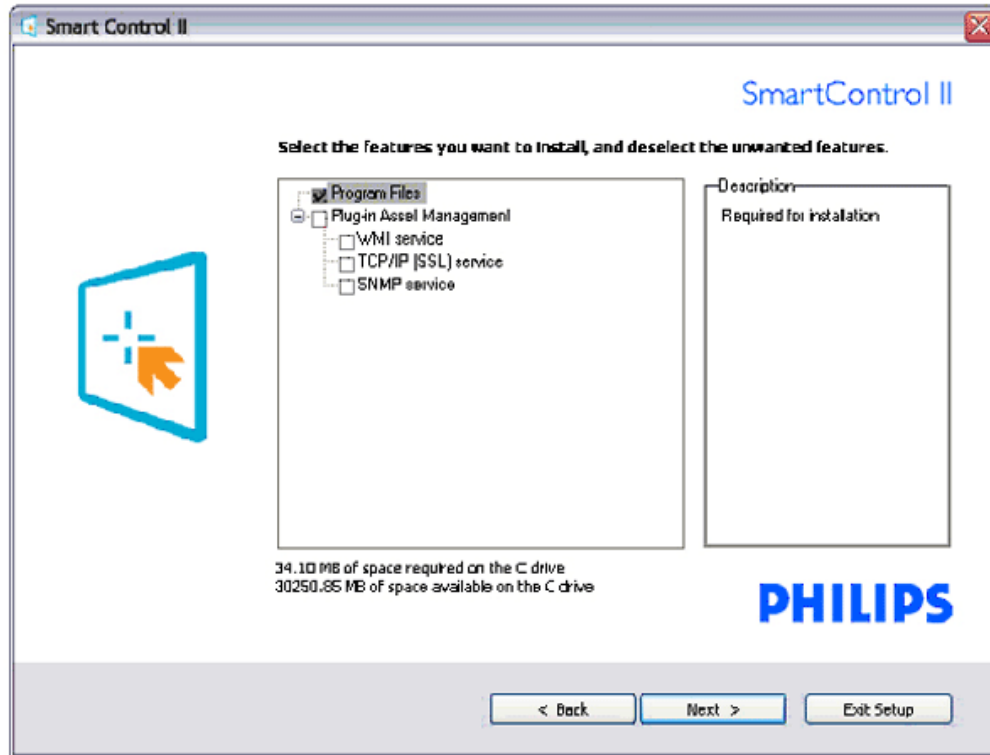 Smart Control II
SmartControl II
Select the features you want to install, and deselect the unwanted features.
Program Files
Plug-in Asset Management
WMI service
TCP/IP (SSL) service
SNMP service
Description
Required for installation
34.10 MB of space required on the C drive
30250.85 MB of space available on the C drive
PHILIPS
< Back
Next >
Exit Setup